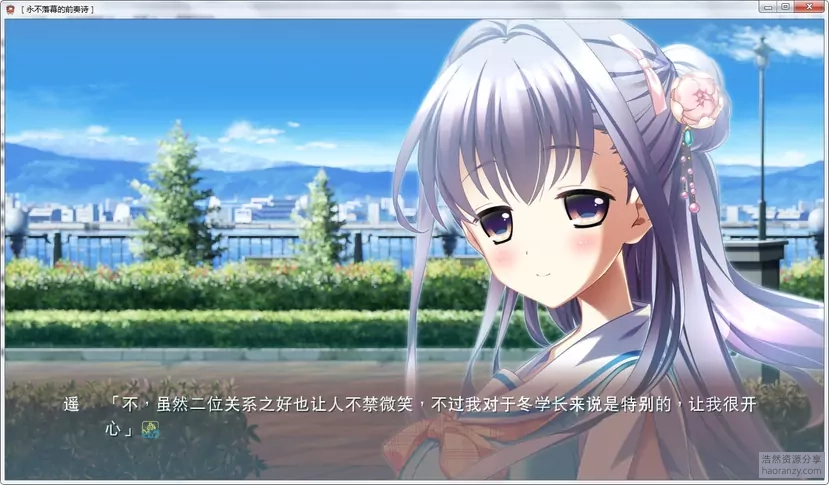 [ 永不落幕的前奏诗 ]
遥 「不，虽然二位关系之好也让人不禁微笑，不过我对于冬学长来说是特别的，让我很开
心」
浩然资源分享
haoranzy.com